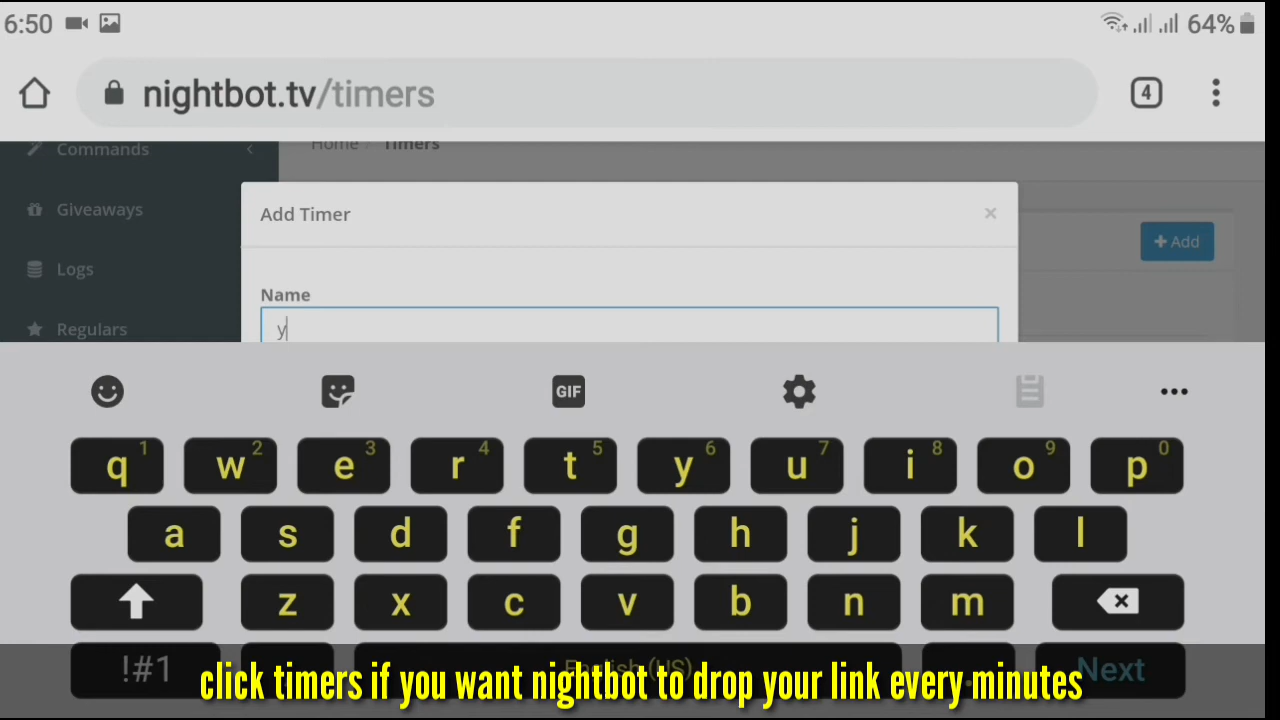 6:50 64%
nightbot.tv/timers 4
Commands
Home / Timers
Giveaways
Logs
Regulars
Add Timer ×
+ Add
Name
y
GIF
q 1 w 2 e 3 r 4 t 5 y 6 u 7 i 8 o 9 p 0
a s d f g h j k l
z x c v b n m
!#1 , English (US) . Next
click timers if you want nightbot to drop your link every minutes